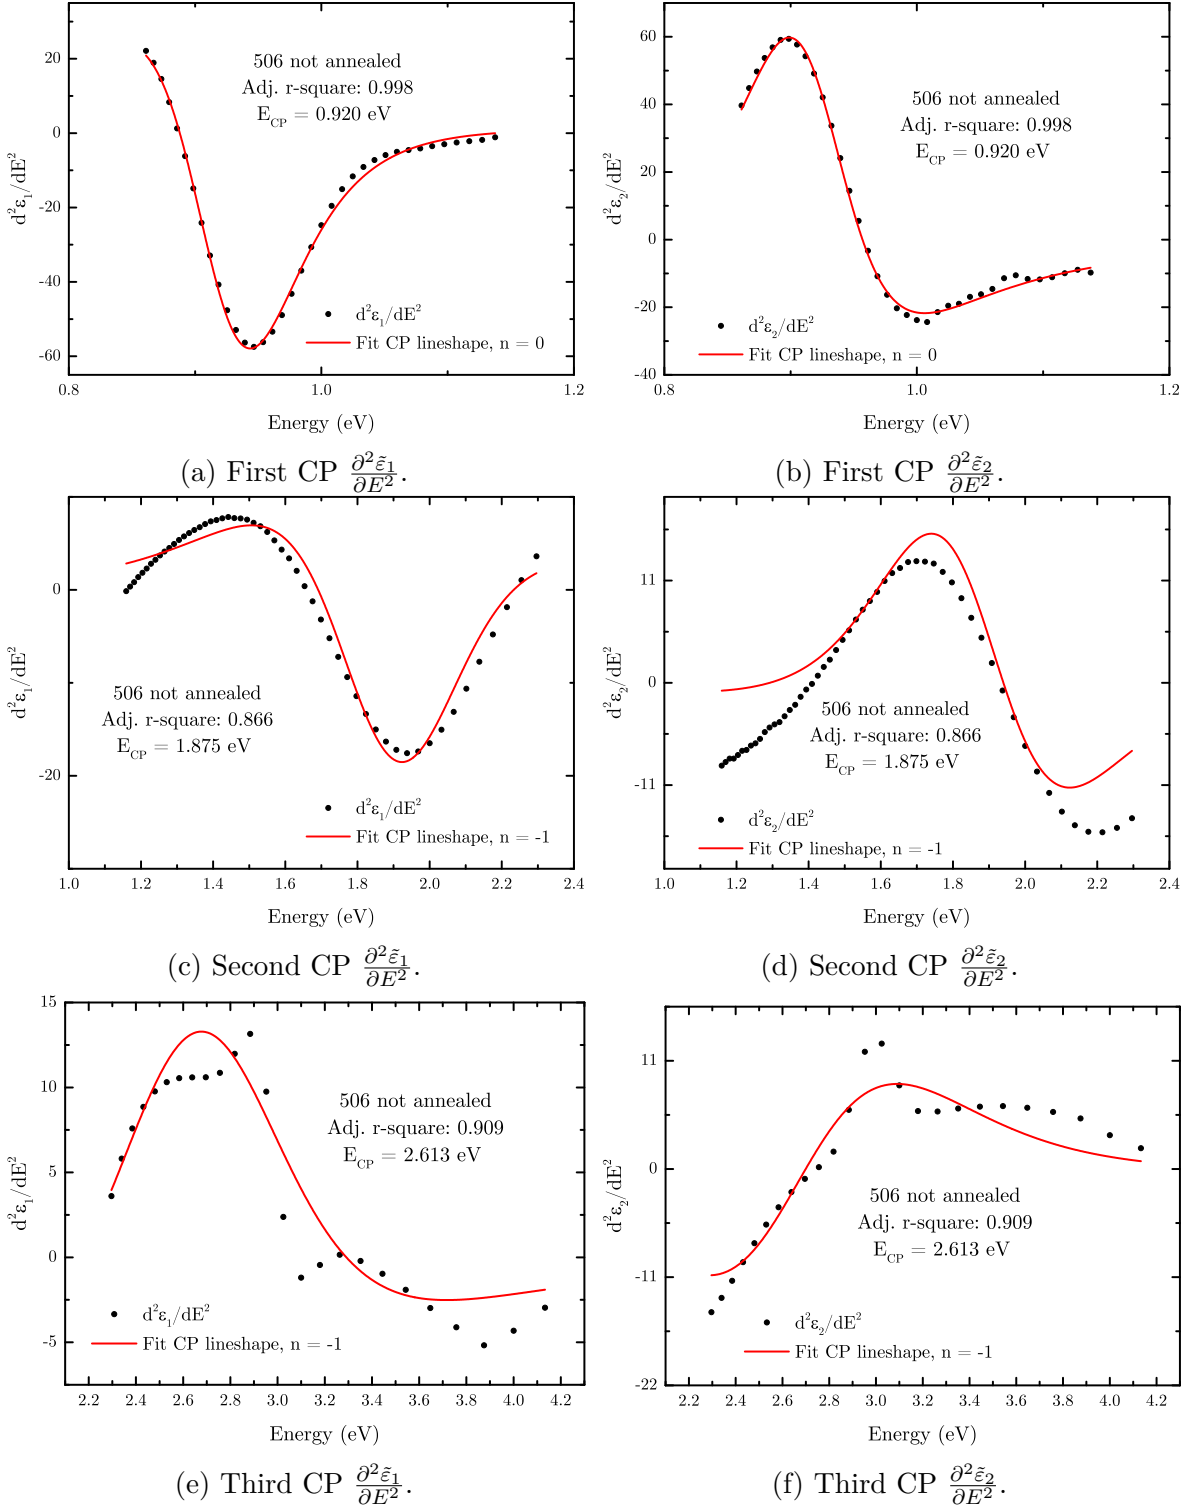 20
0
-20
-40
-60
0.8
1.0
1.2
d²ε₁/dE²
506 not annealed
Adj. r-square: 0.998
E_CP = 0.920 eV
d²ε₁/dE²
Fit CP lineshape, n = 0
Energy (eV)
(a) First CP ∂²ε̃₁/∂E².
60
40
20
0
-20
-40
0.8
1.0
1.2
d²ε₂/dE²
506 not annealed
Adj. r-square: 0.998
E_CP = 0.920 eV
d²ε₂/dE²
Fit CP lineshape, n = 0
Energy (eV)
(b) First CP ∂²ε̃₂/∂E².
0
-20
1.0 1.2 1.4 1.6 1.8 2.0 2.2 2.4
d²ε₁/dE²
506 not annealed
Adj. r-square: 0.866
E_CP = 1.875 eV
d²ε₁/dE²
Fit CP lineshape, n = -1
Energy (eV)
(c) Second CP ∂²ε̃₁/∂E².
11
0
-11
1.0 1.2 1.4 1.6 1.8 2.0 2.2 2.4
d²ε₂/dE²
506 not annealed
Adj. r-square: 0.866
E_CP = 1.875 eV
d²ε₂/dE²
Fit CP lineshape, n = -1
Energy (eV)
(d) Second CP ∂²ε̃₂/∂E².
15
10
5
0
-5
2.2 2.4 2.6 2.8 3.0 3.2 3.4 3.6 3.8 4.0 4.2
d²ε₁/dE²
506 not annealed
Adj. r-square: 0.909
E_CP = 2.613 eV
d²ε₁/dE²
Fit CP lineshape, n = -1
Energy (eV)
(e) Third CP ∂²ε̃₁/∂E².
11
0
-11
-22
2.2 2.4 2.6 2.8 3.0 3.2 3.4 3.6 3.8 4.0 4.2
d²ε₂/dE²
506 not annealed
Adj. r-square: 0.909
E_CP = 2.613 eV
d²ε₂/dE²
Fit CP lineshape, n = -1
Energy (eV)
(f) Third CP ∂²ε̃₂/∂E².